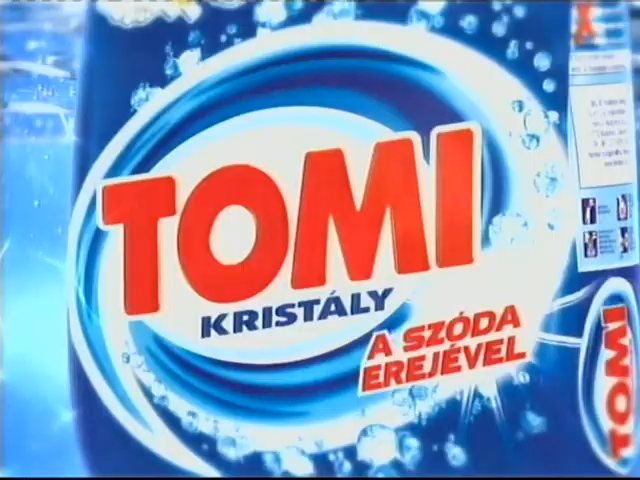 TOMI
KRISTÁLY
A SZÓDA
EREJÉVEL
TOMI